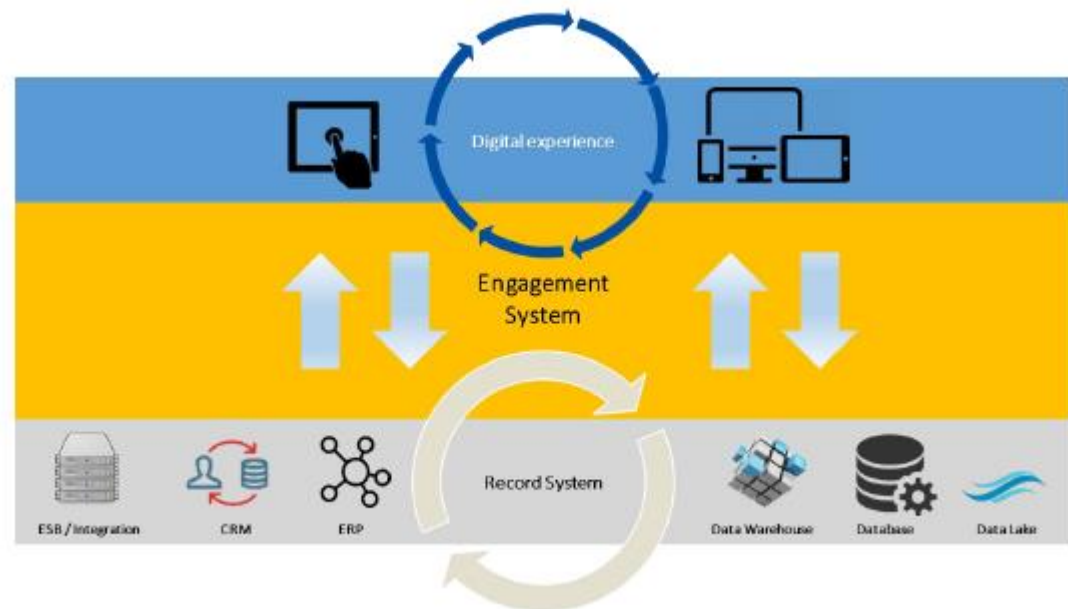 Digital experience
Engagement
System
Record System
ESB / Integration
CRM
ERP
Data Warehouse
Database
Data Lake